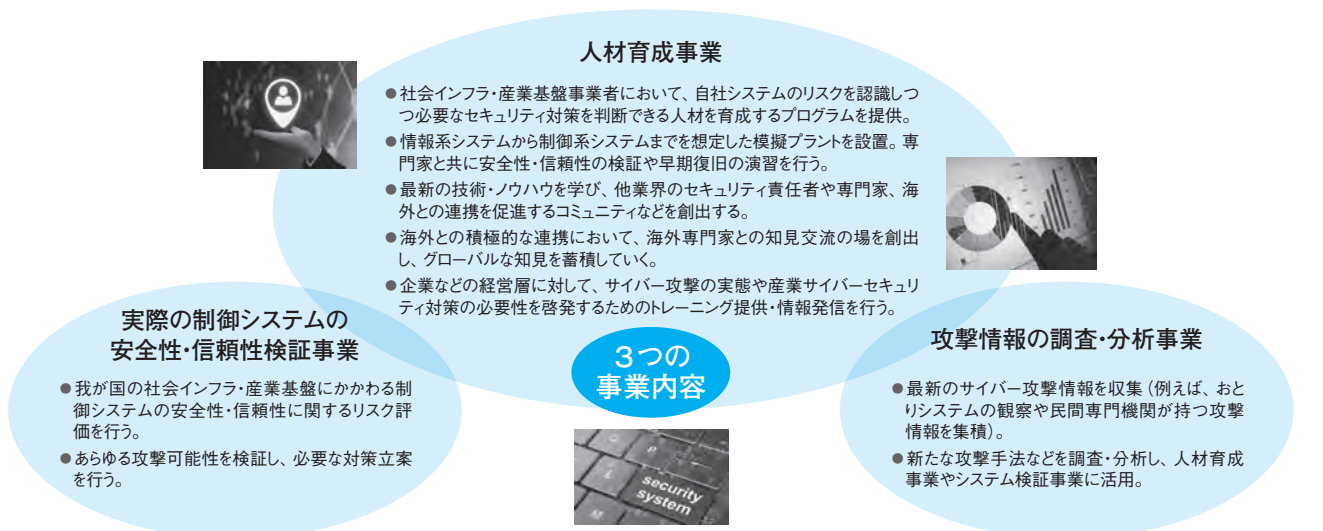 人材育成事業
●社会インフラ・産業基盤事業者において、自社システムのリスクを認識しつ
つ必要なセキュリティ対策を判断できる人材を育成するプログラムを提供。
●情報系システムから制御系システムまでを想定した模擬プラントを設置。専
門家と共に安全性・信頼性の検証や早期復旧の演習を行う。
●最新の技術・ノウハウを学び、他業界のセキュリティ責任者や専門家、海
外との連携を促進するコミュニティなどを創出する。
●海外との積極的な連携において、海外専門家との知見交流の場を創出
し、グローバルな知見を蓄積していく。
●企業などの経営層に対して、サイバー攻撃の実態や産業サイバーセキュリ
ティ対策の必要性を啓発するためのトレーニング提供・情報発信を行う。
実際の制御システムの
安全性・信頼性検証事業
●我が国の社会インフラ・産業基盤にかかわる制
御システムの安全性・信頼性に関するリスク評
価を行う。
●あらゆる攻撃可能性を検証し、必要な対策立案
を行う。
3つの
事業内容
security
system
攻撃情報の調査・分析事業
●最新のサイバー攻撃情報を収集（例えば、おと
りシステムの観察や民間専門機関が持つ攻撃
情報を集積）。
●新たな攻撃手法などを調査・分析し、人材育成
事業やシステム検証事業に活用。